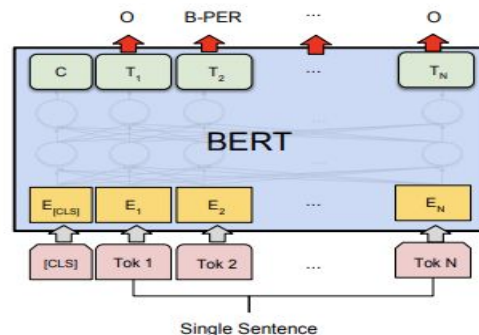 O B-PER ... O
C T1 T2 ... TN
BERT
E[CLS] E1 E2 ... EN
[CLS] Tok 1 Tok 2 ... Tok N
Single Sentence